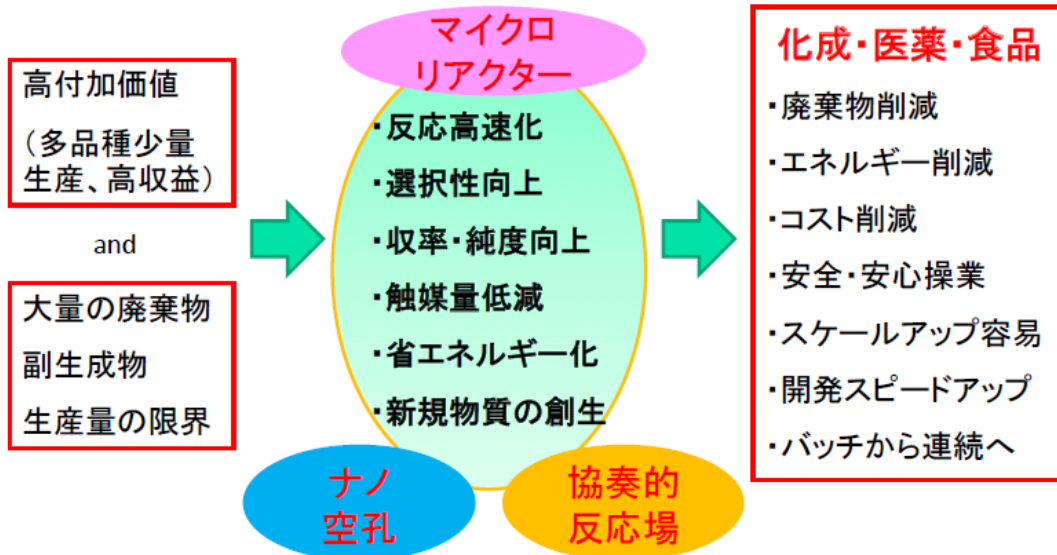 高付加価値
（多品種少量
生産、高収益）
and
大量の廃棄物
副生成物
生産量の限界
マイクロ
リアクター
・反応高速化
・選択性向上
・収率・純度向上
・触媒量低減
・省エネルギー化
・新規物質の創生
ナノ
空孔
協奏的
反応場
化成・医薬・食品
・廃棄物削減
・エネルギー削減
・コスト削減
・安全・安心操業
・スケールアップ容易
・開発スピードアップ
・バッチから連続へ